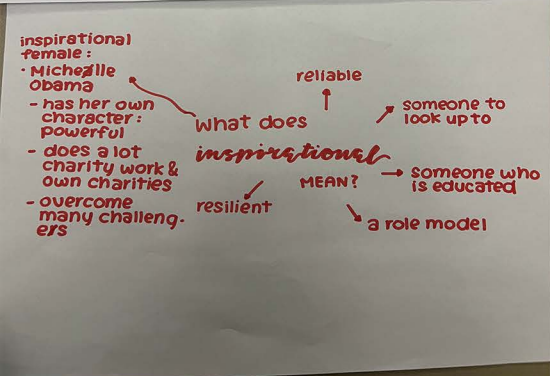 inspirational
female:
· Michelle
obama
- has her own
character:
powerful
- does a lot
charity work &
own charities
- overcome
many challeng-
ers
What does
inspirational
MEAN?
reliable
someone to
look up to
someone who
is educated
a role model
resilient